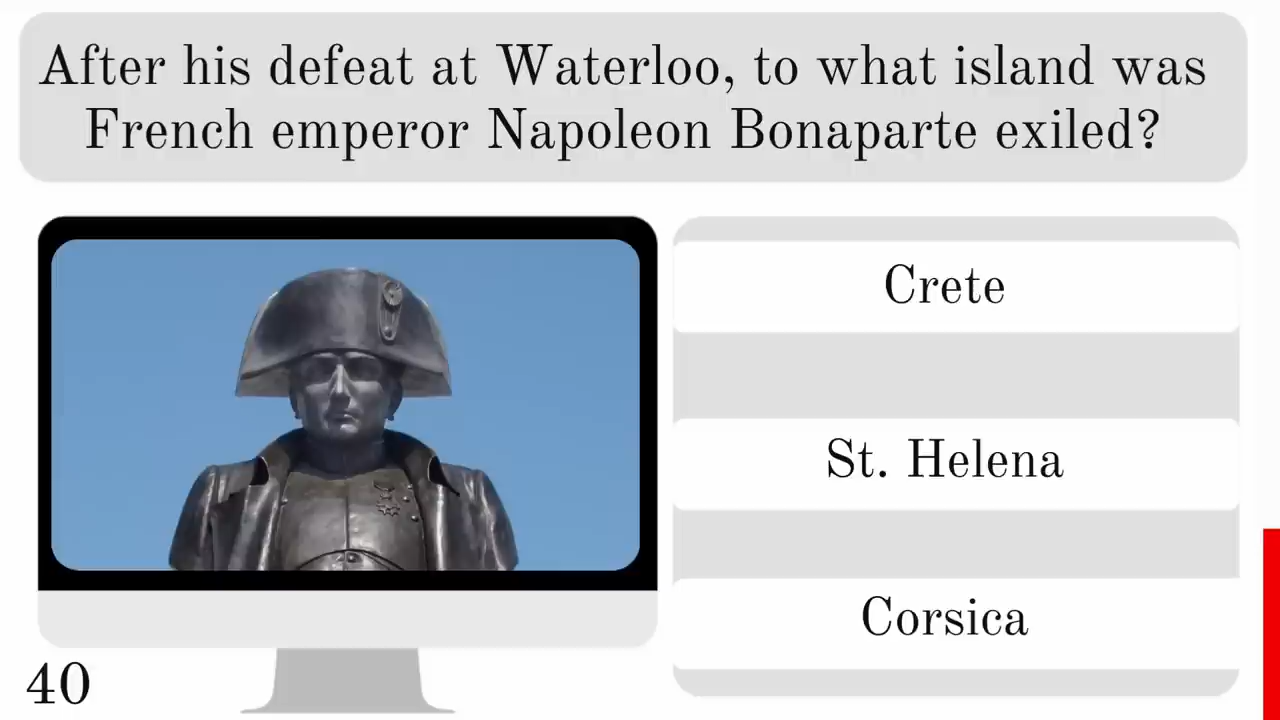 After his defeat at Waterloo, to what island was
French emperor Napoleon Bonaparte exiled?
Crete
St. Helena
Corsica
40